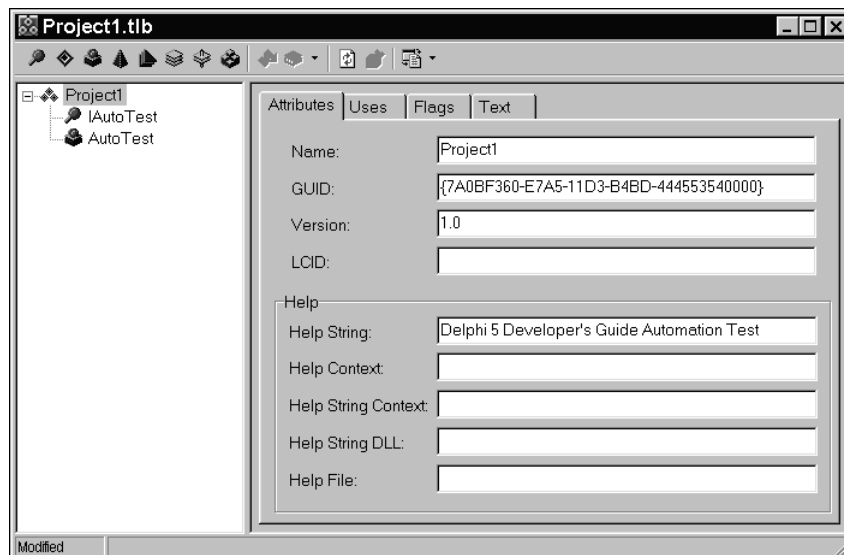 Project1.tlb
Project1
IAutoTest
AutoTest
Attributes Uses Flags Text
Name: Project1
GUID: {7A0BF360-E7A5-11D3-B4BD-444553540000}
Version: 1.0
LCID:
Help
Help String: Delphi 5 Developer's Guide Automation Test
Help Context:
Help String Context:
Help String DLL:
Help File:
Modified